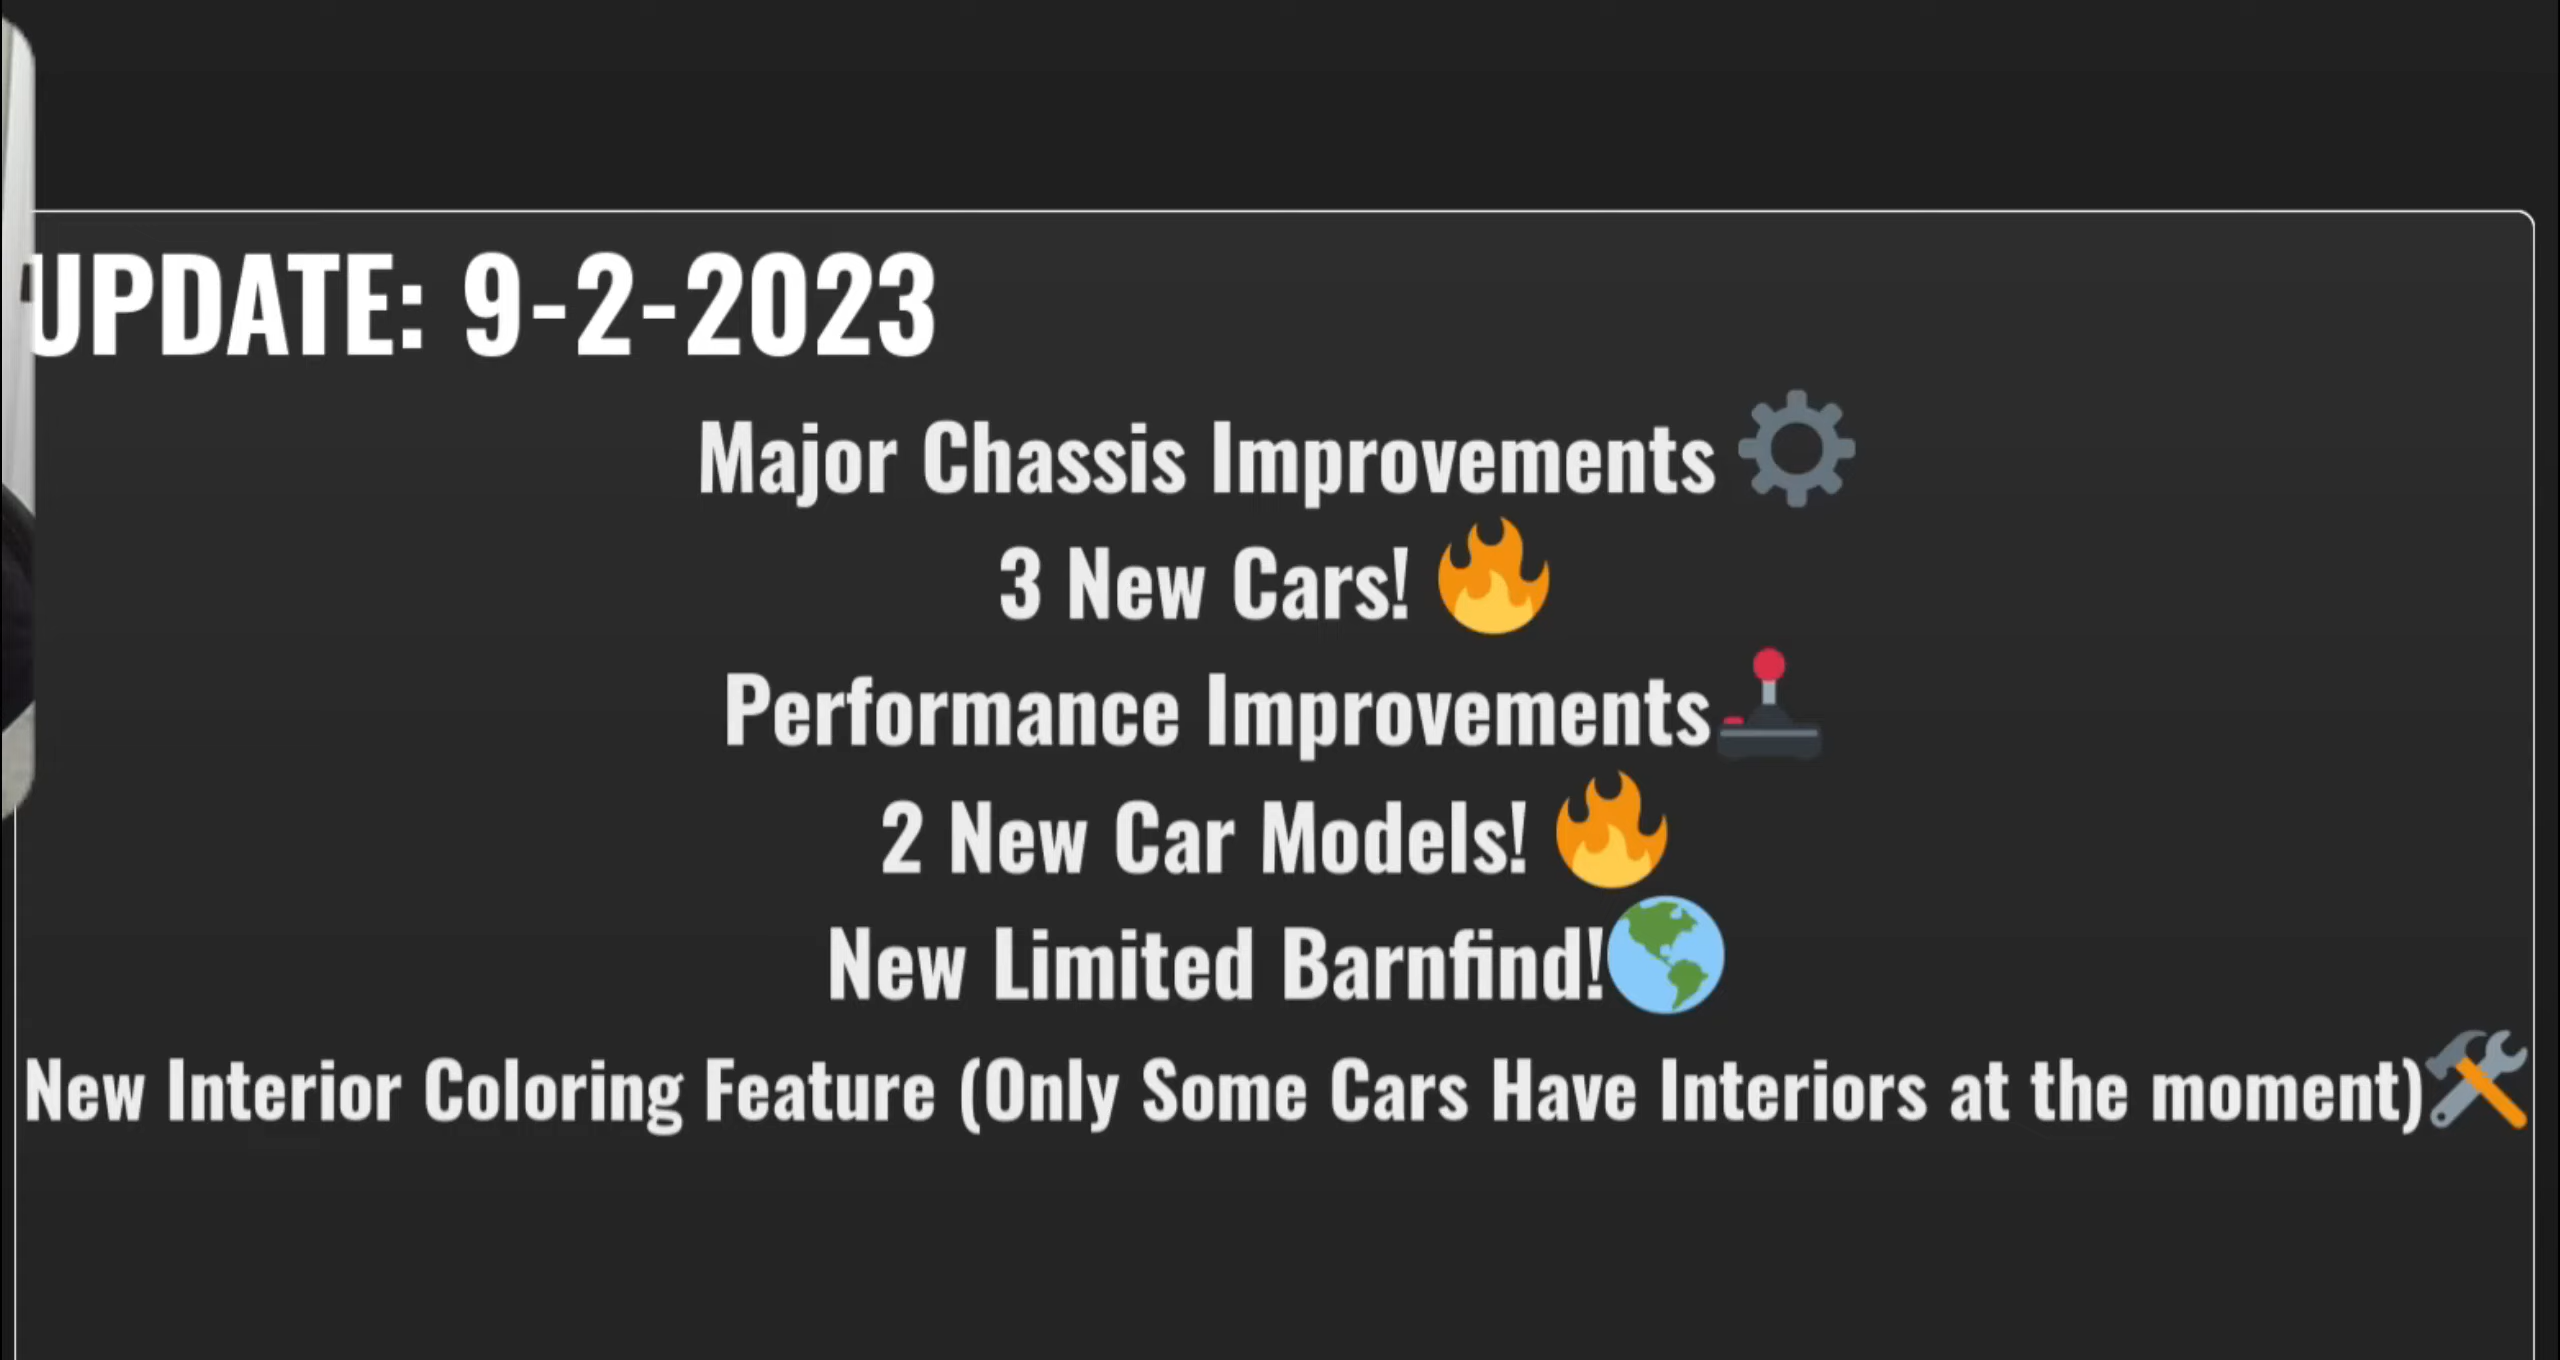 UPDATE: 9-2-2023
Major Chassis Improvements ⚙️
3 New Cars! 🔥
Performance Improvements🕹️
2 New Car Models! 🔥
New Limited Barnfind!🌎
New Interior Coloring Feature (Only Some Cars Have Interiors at the moment)🛠️